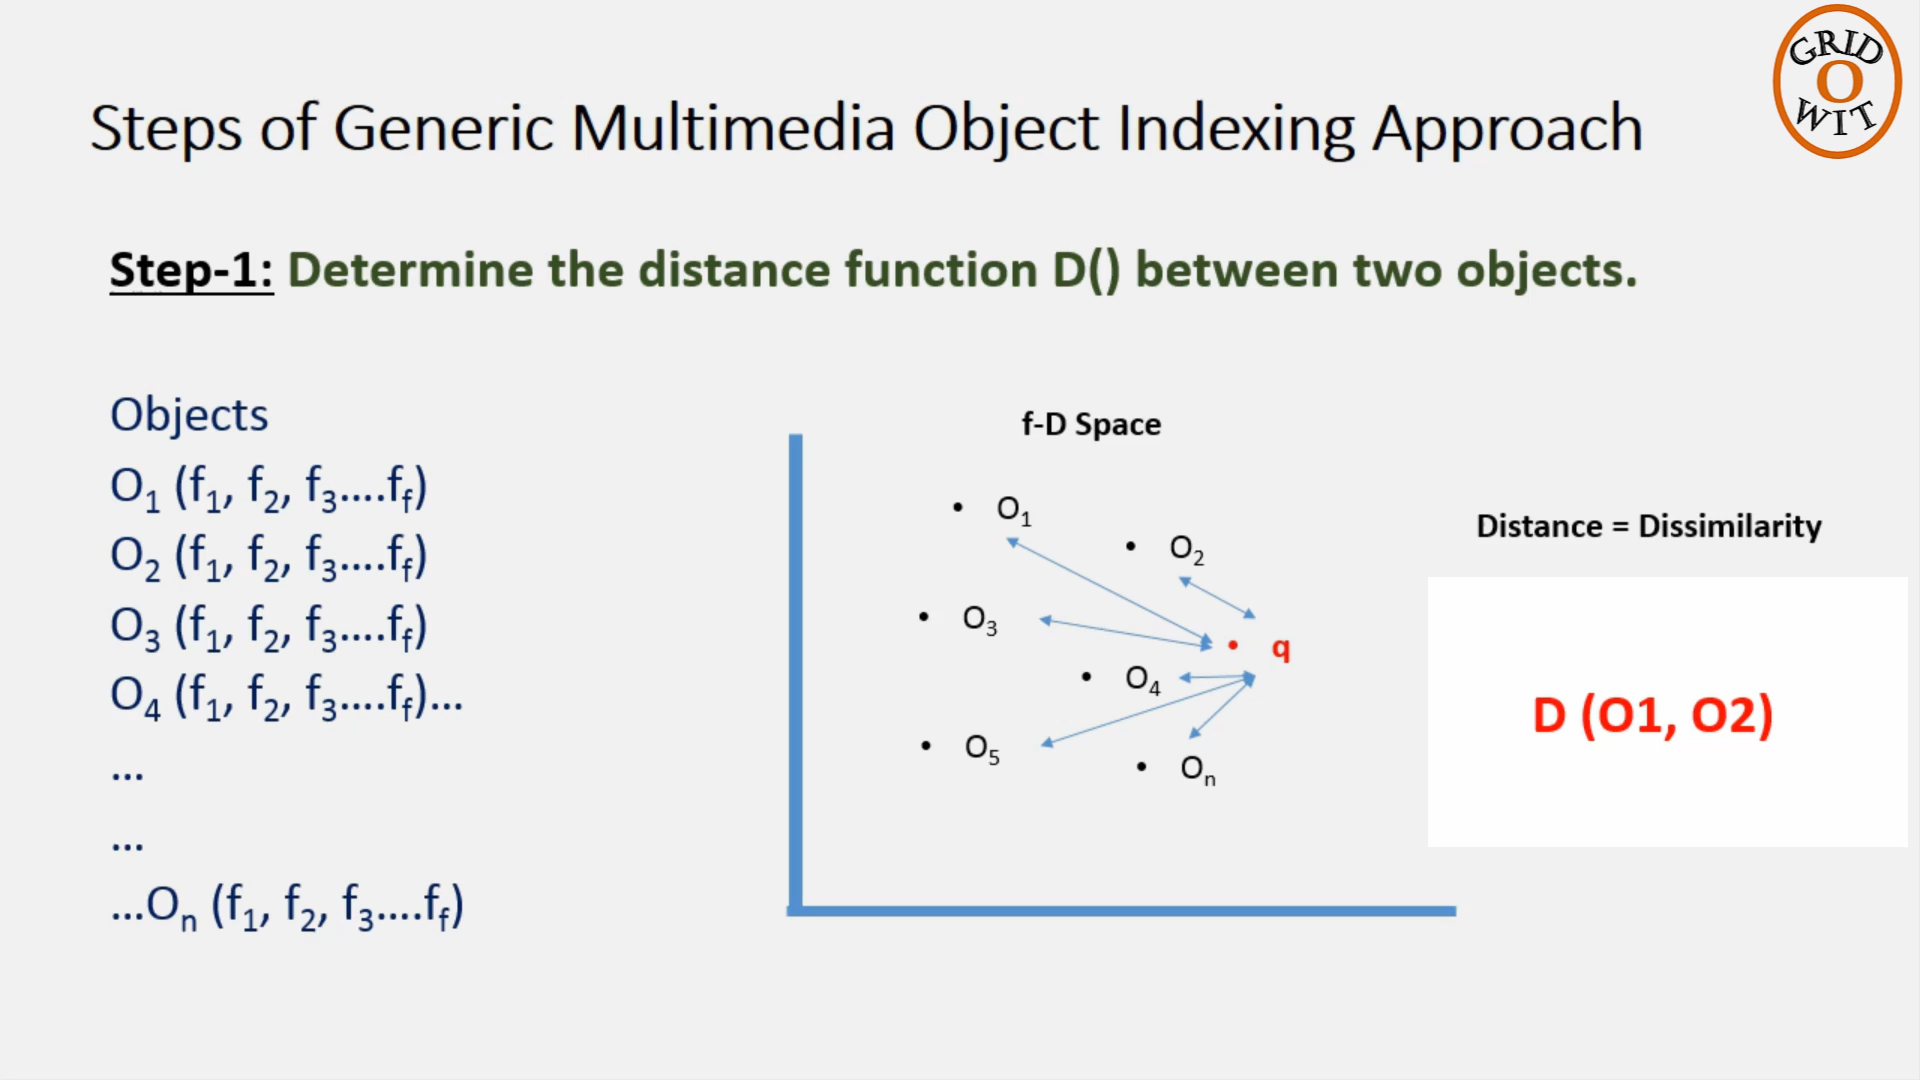 GRID
O
WIT
Steps of Generic Multimedia Object Indexing Approach
Step-1: Determine the distance function D() between two objects.
Objects
O₁ (f₁, f₂, f₃....f_f)
O₂ (f₁, f₂, f₃....f_f)
O₃ (f₁, f₂, f₃....f_f)
O₄ (f₁, f₂, f₃....f_f)...
...
...
...Oₙ (f₁, f₂, f₃....f_f)
f-D Space
• O₁
• O₂
• O₃
• q
• O₄
• O₅
• Oₙ
Distance = Dissimilarity
D (O1, O2)